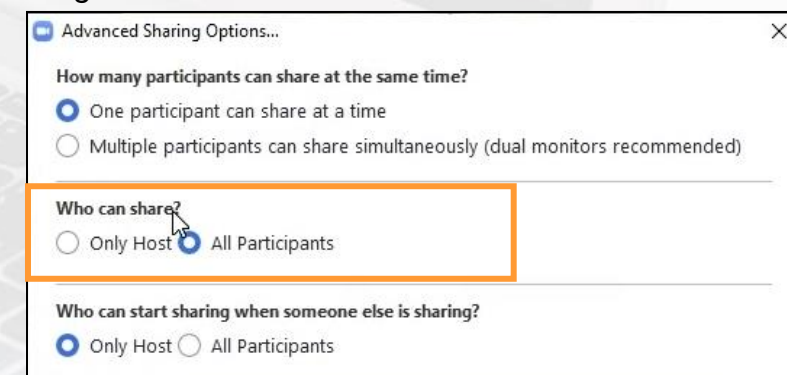 Advanced Sharing Options...
How many participants can share at the same time?
One participant can share at a time
Multiple participants can share simultaneously (dual monitors recommended)
Who can share?
Only Host All Participants
Who can start sharing when someone else is sharing?
Only Host All Participants